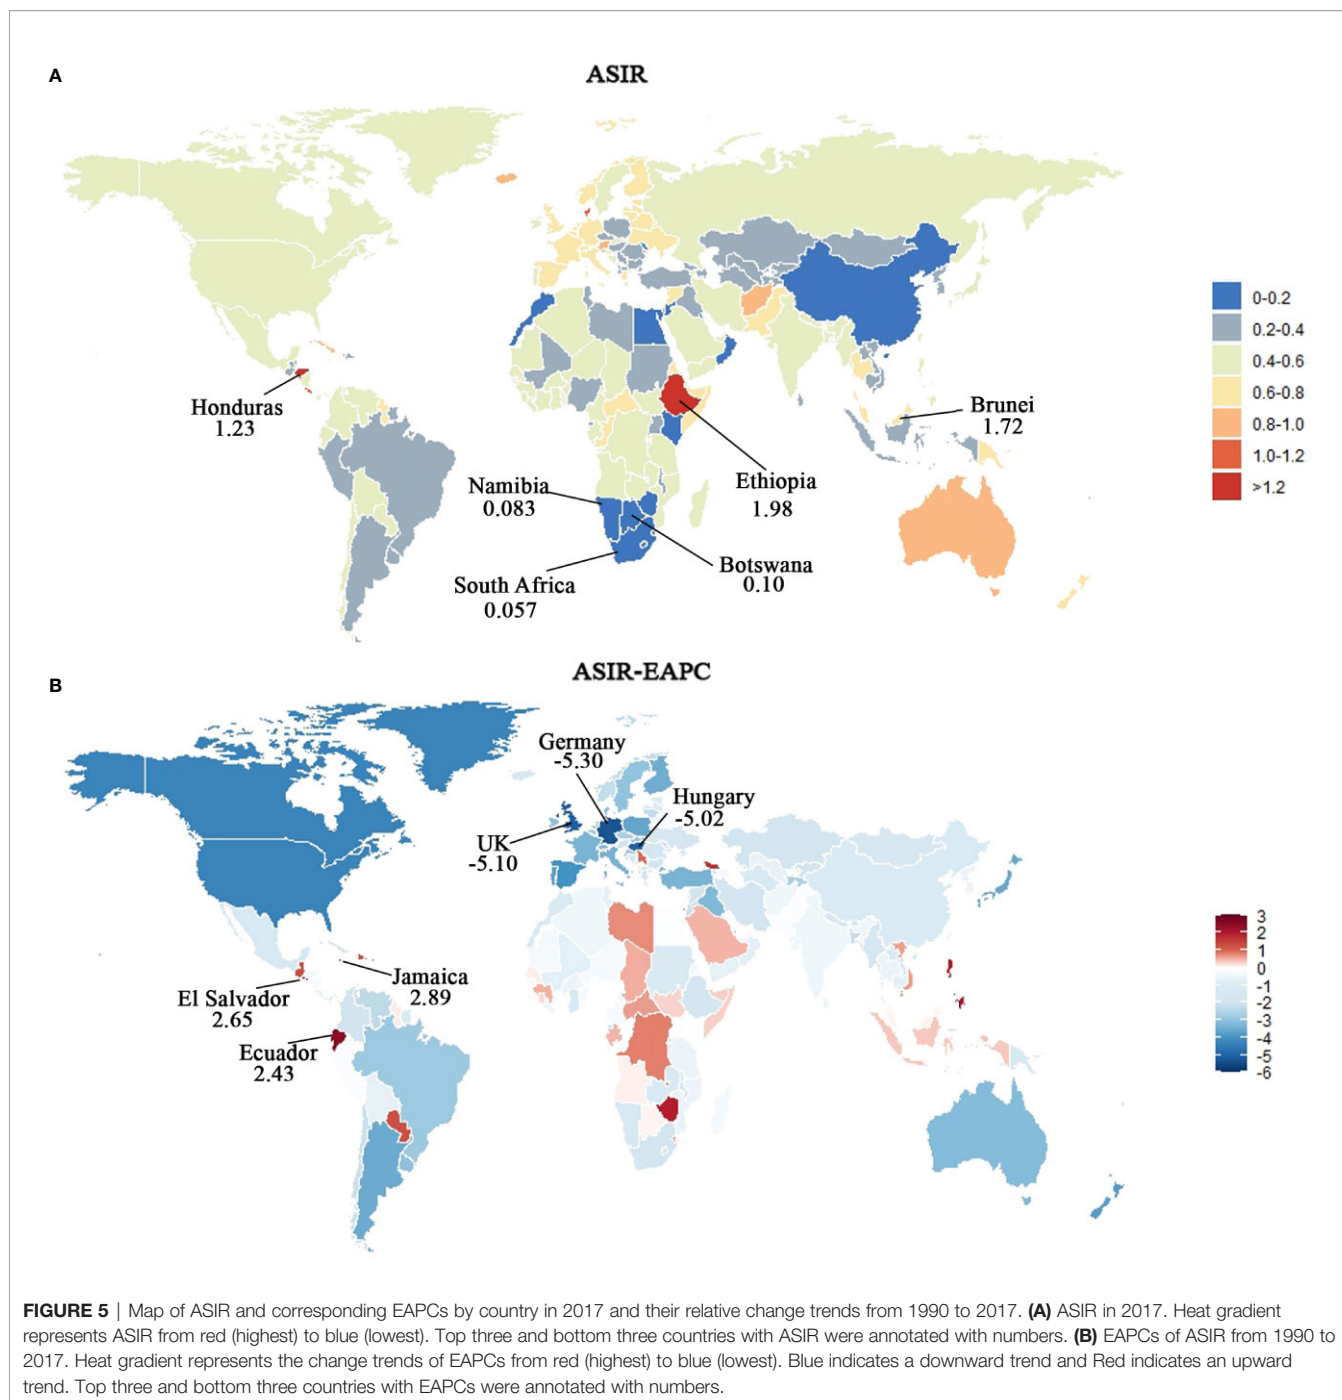 A
ASIR
0-0.2
0.2-0.4
0.4-0.6
0.6-0.8
0.8-1.0
1.0-1.2
>1.2
Honduras
1.23
Brunei
1.72
Namibia
0.083
Ethiopia
1.98
Botswana
0.10
South Africa
0.057
B
ASIR-EAPC
Germany
-5.30
Hungary
-5.02
UK
-5.10
Jamaica
2.89
El Salvador
2.65
Ecuador
2.43
3
2
1
0
-1
-2
-3
-4
-5
-6
FIGURE 5 | Map of ASIR and corresponding EAPCs by country in 2017 and their relative change trends from 1990 to 2017. (A) ASIR in 2017. Heat gradient
represents ASIR from red (highest) to blue (lowest). Top three and bottom three countries with ASIR were annotated with numbers. (B) EAPCs of ASIR from 1990 to
2017. Heat gradient represents the change trends of EAPCs from red (highest) to blue (lowest). Blue indicates a downward trend and Red indicates an upward
trend. Top three and bottom three countries with EAPCs were annotated with numbers.